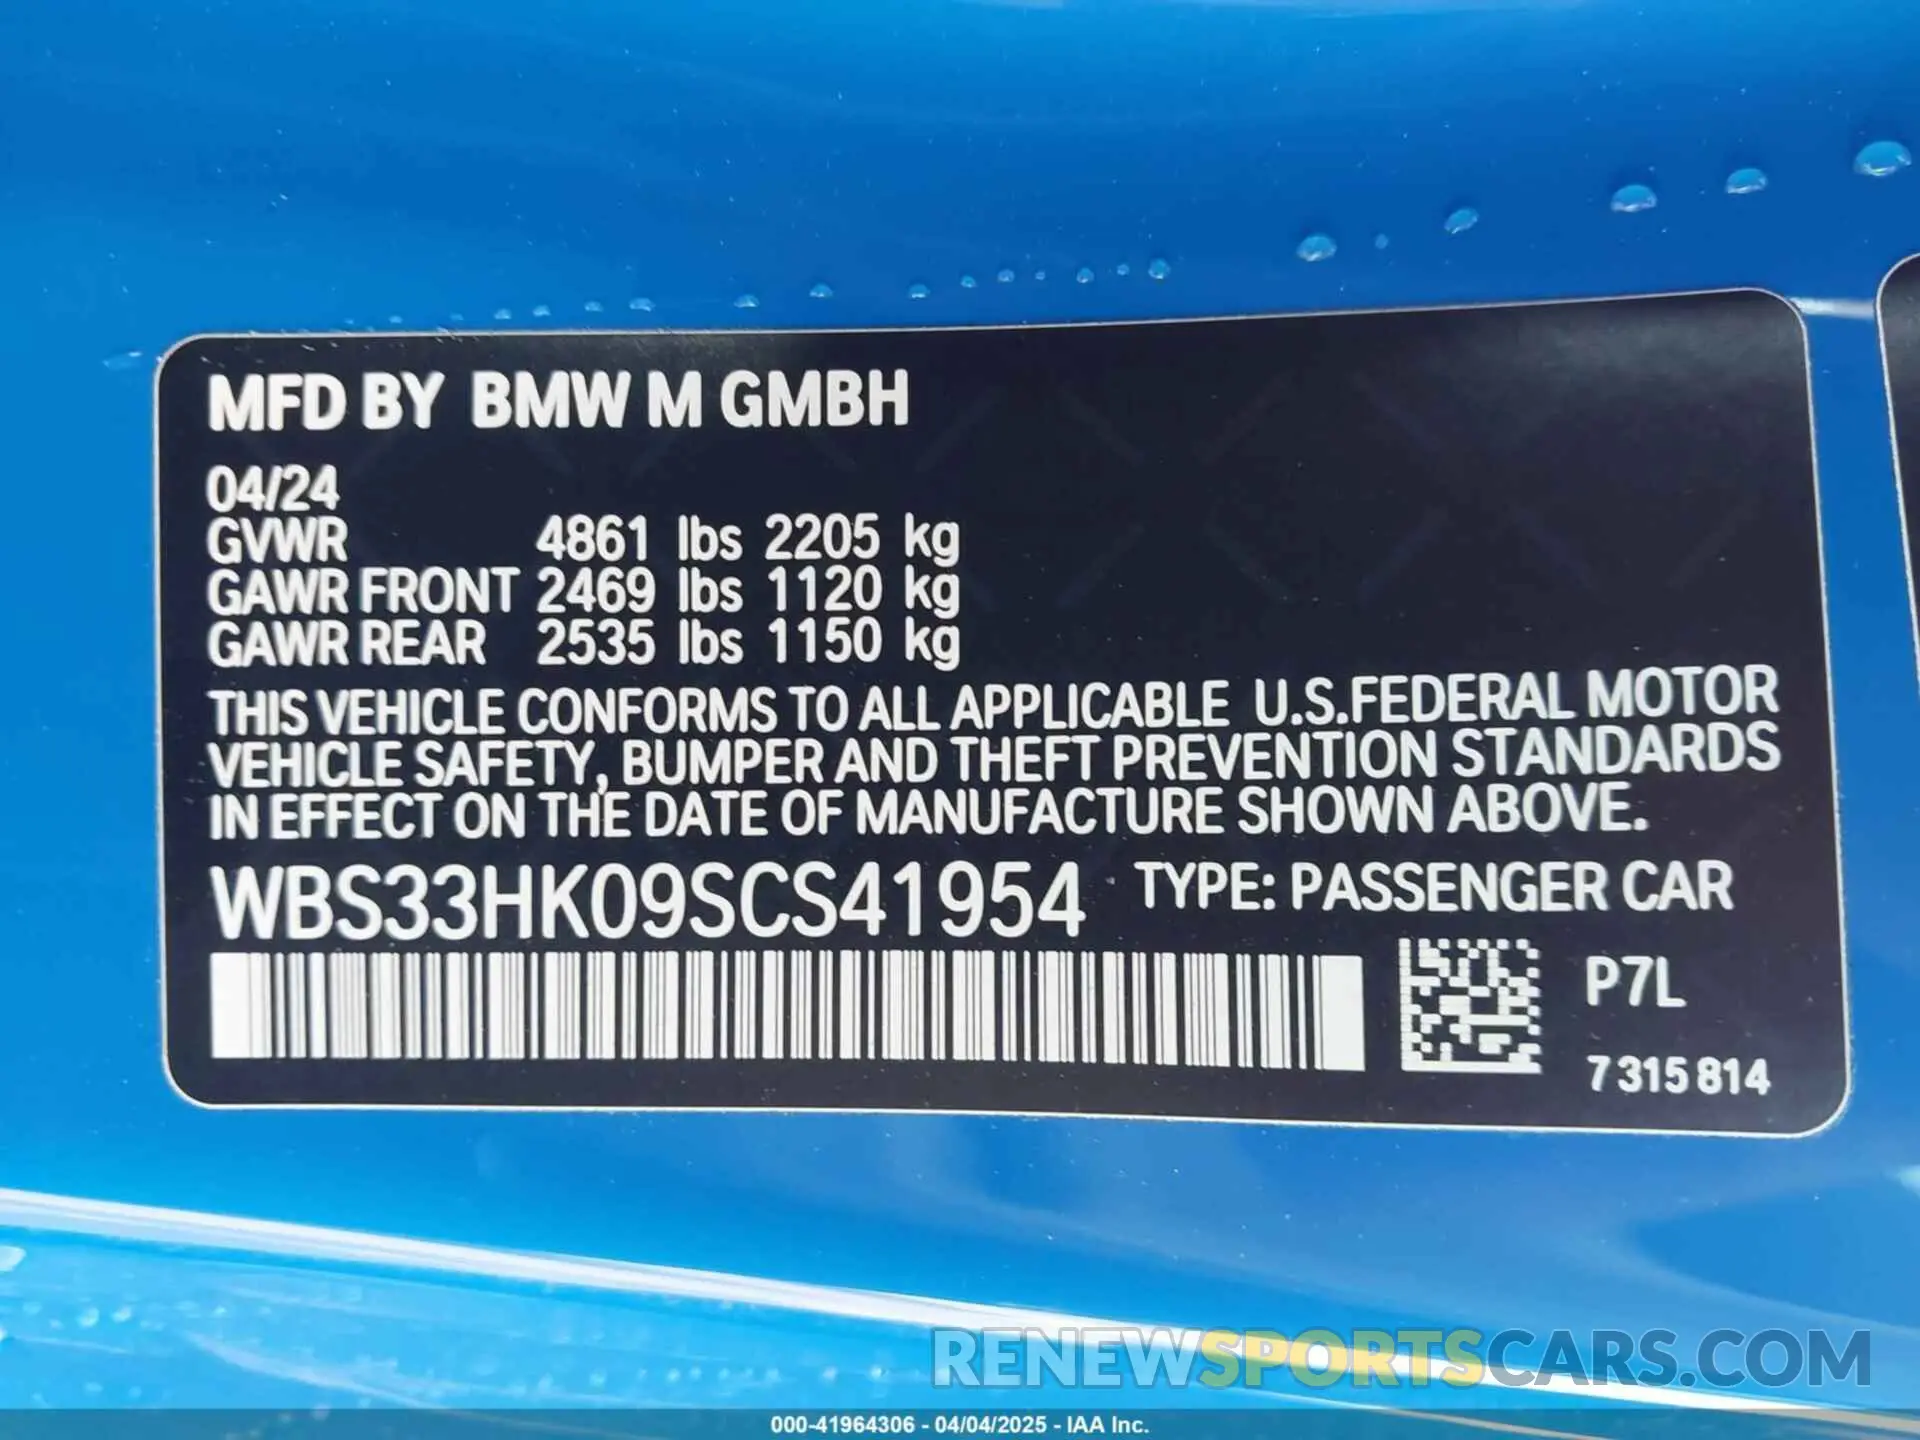 MFD BY BMW M GMBH
04/24
GVWR 4861 lbs 2205 kg
GAWR FRONT 2469 lbs 1120 kg
GAWR REAR 2535 lbs 1150 kg
THIS VEHICLE CONFORMS TO ALL APPLICABLE U.S.FEDERAL MOTOR
VEHICLE SAFETY, BUMPER AND THEFT PREVENTION STANDARDS
IN EFFECT ON THE DATE OF MANUFACTURE SHOWN ABOVE.
WBS33HK09SCS41954 TYPE: PASSENGER CAR
P7L
7 315 814
RENEWSPORTSCARS.COM
000-41964306 - 04/04/2025 - IAA Inc.